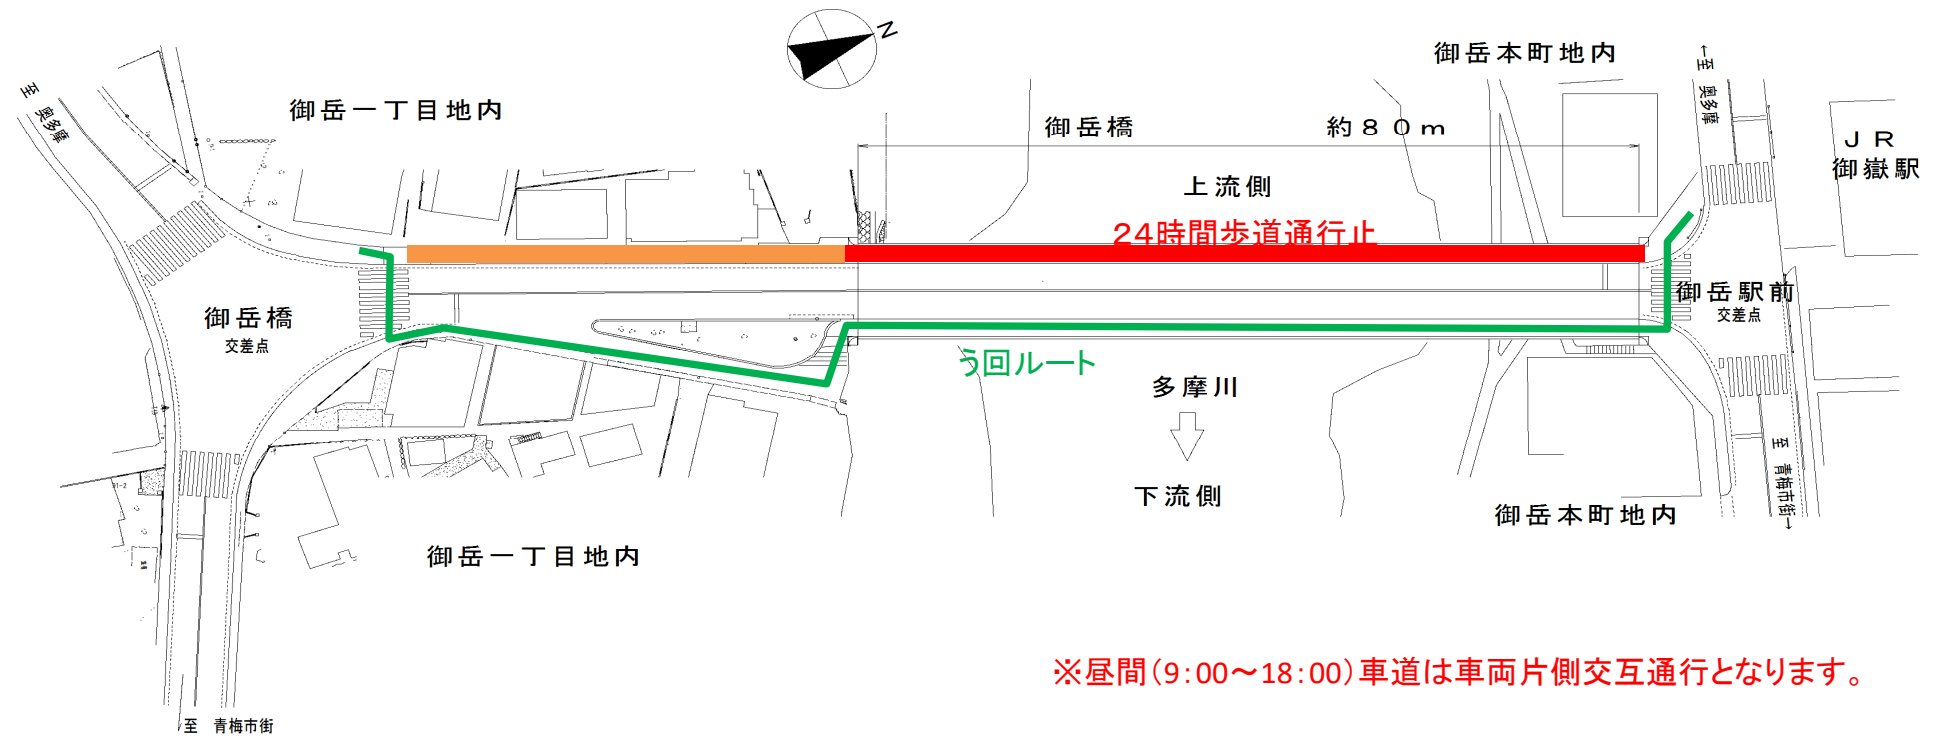 N
御岳本町地内
←至 奥多摩
至 奥多摩
御岳一丁目地内
御岳橋
約80m
JR
御嶽駅
上流側
24時間歩道通行止
御岳橋
交差点
御岳駅前
交差点
う回ルート
多摩川
下流側
至 青梅市街→
御岳本町地内
31-2
御岳一丁目地内
※昼間(9:00~18:00)車道は車両片側交互通行となります。
至 青梅市街